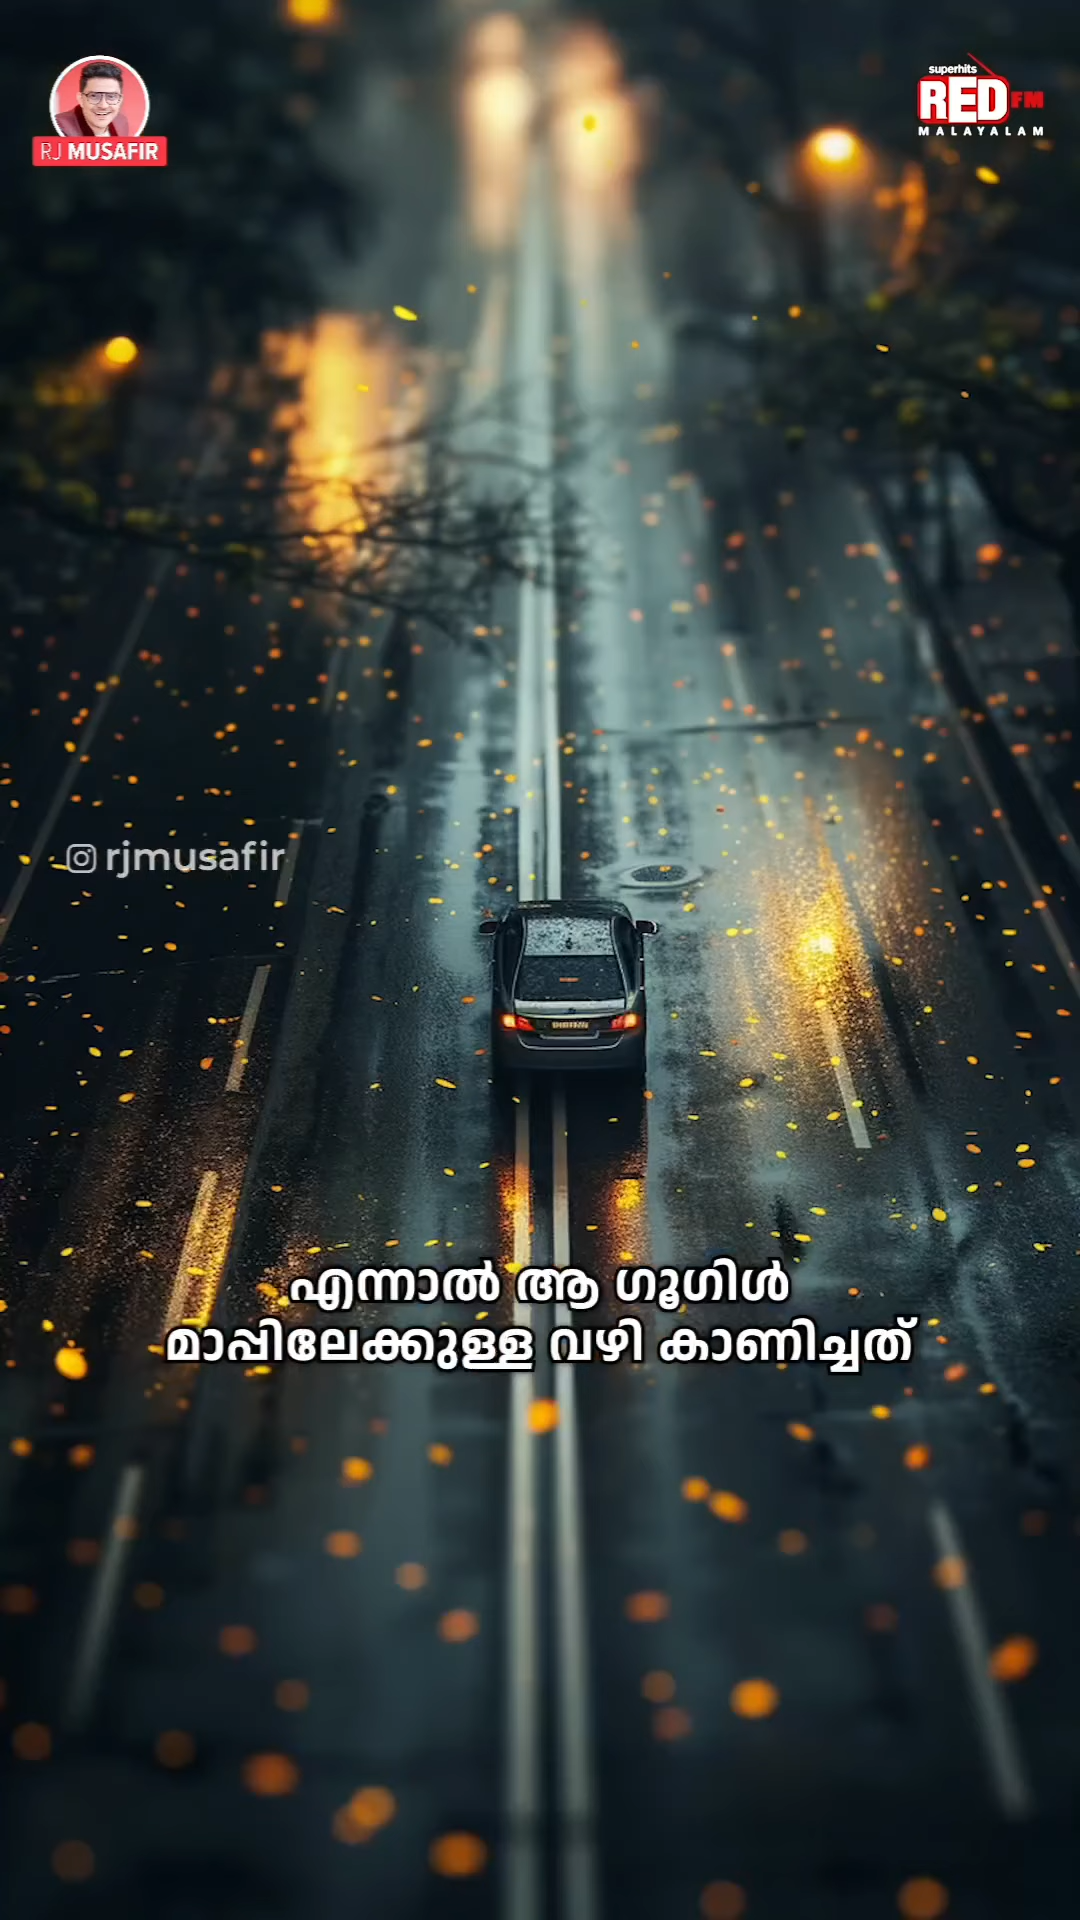 RJ MUSAFIR
superhits
RED FM
MALAYALAM
rjmusafir
എന്നാൽ ആ ഗൂഗിൾ
മാപ്പിലേക്കുള്ള വഴി കാണിച്ചത്